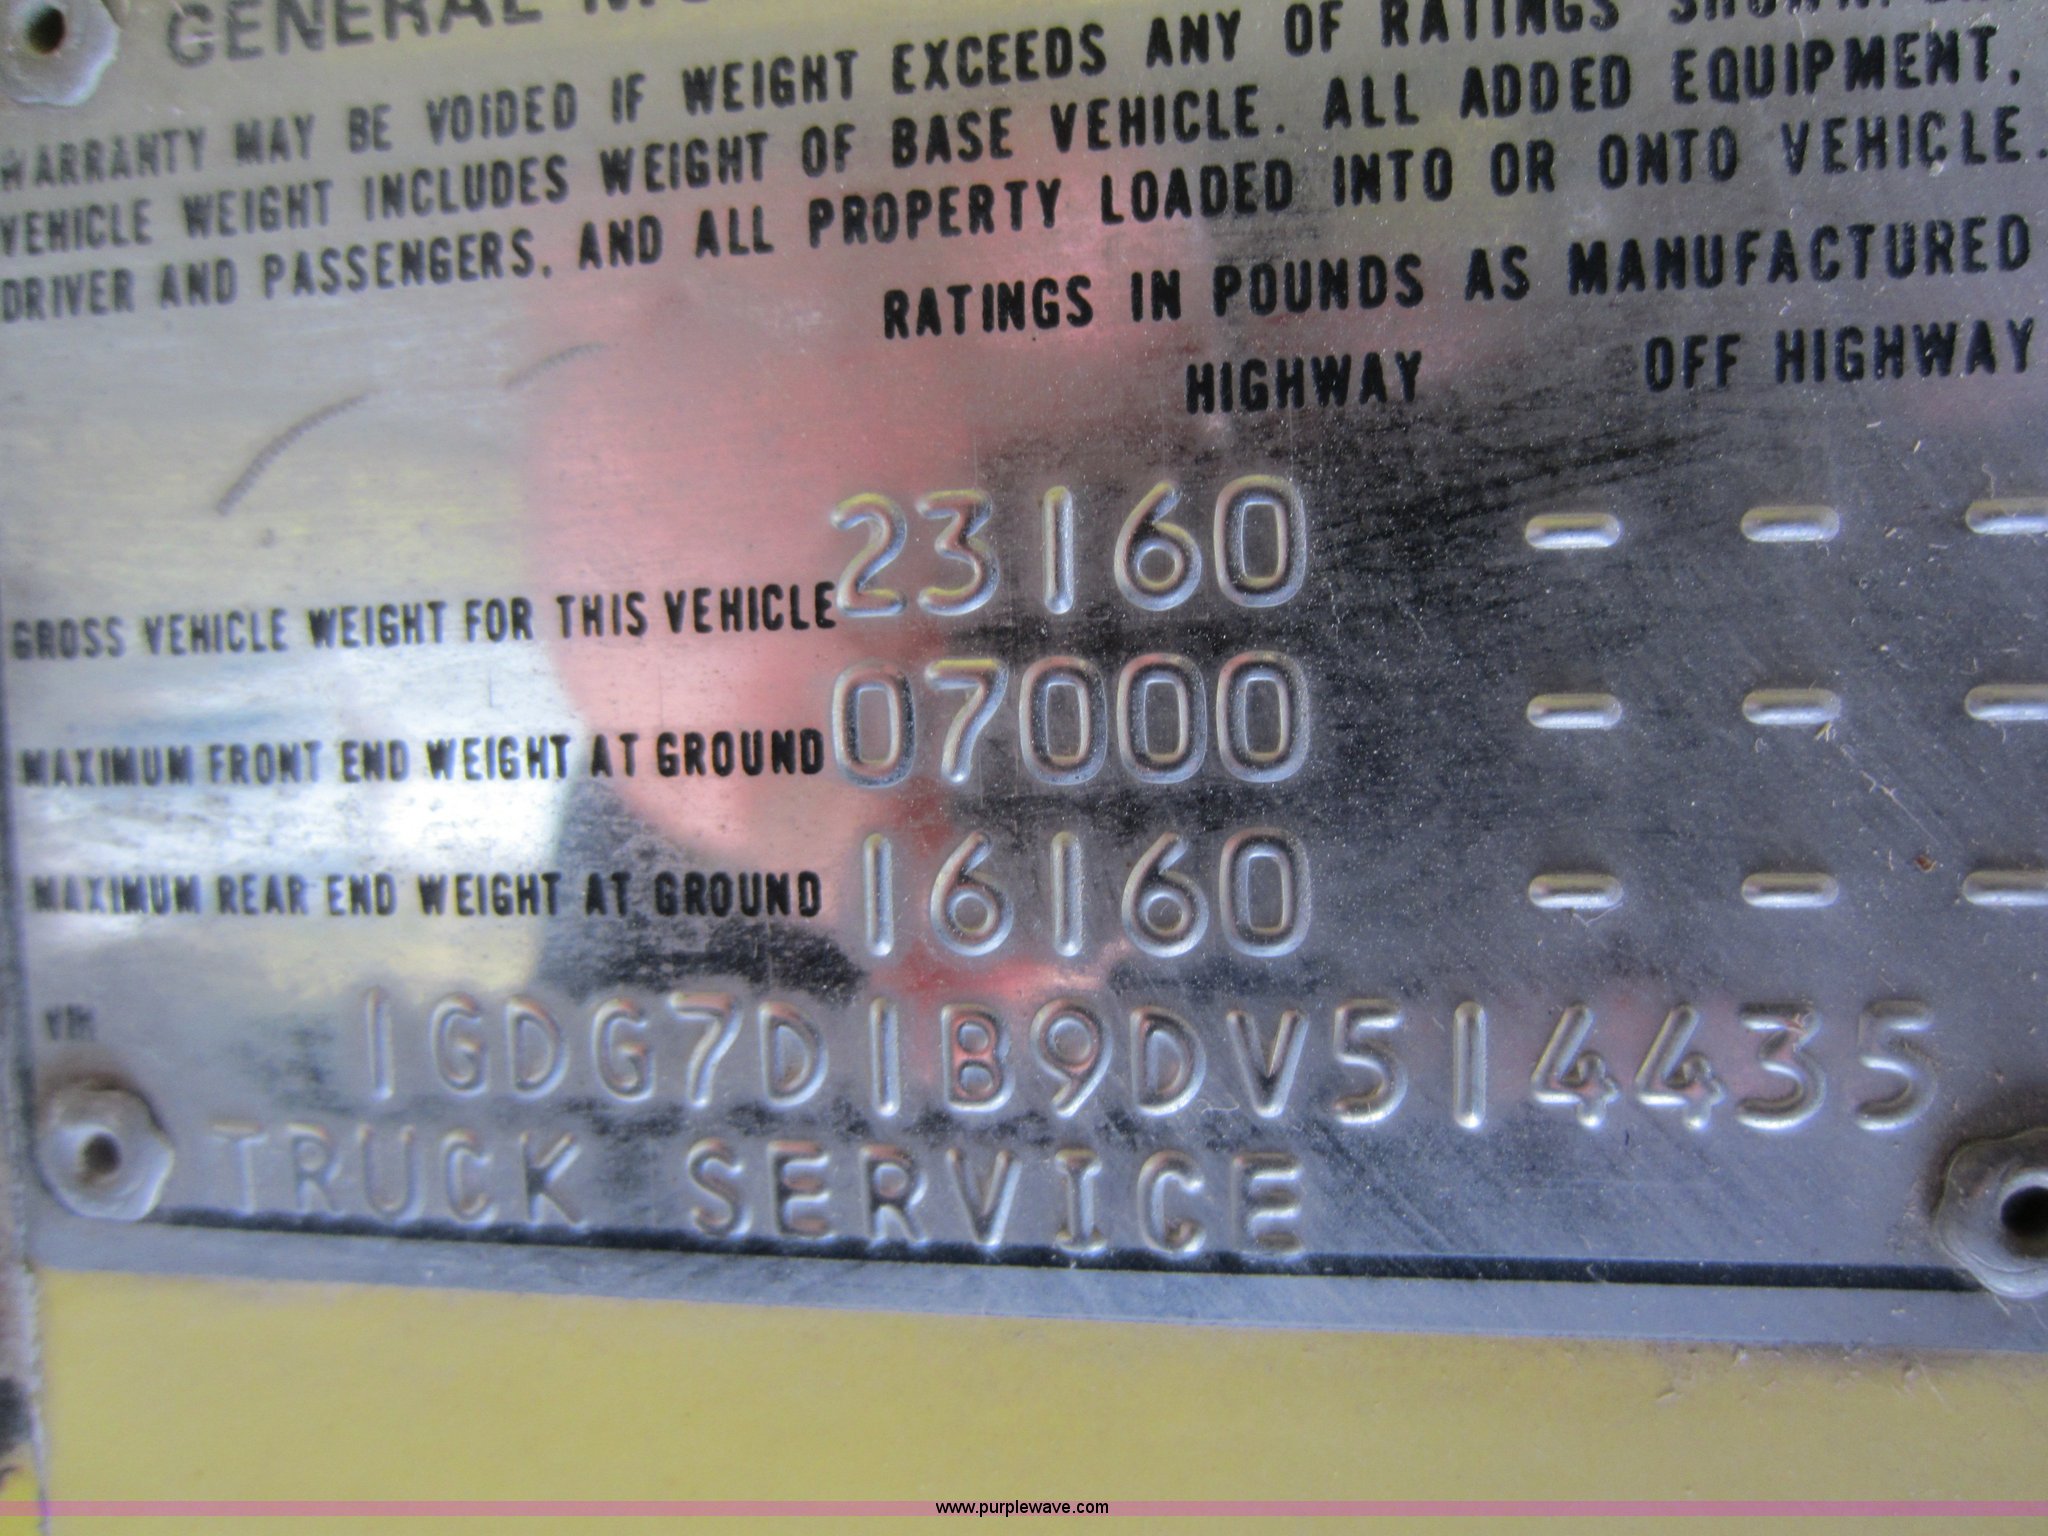 GENERAL
WARRANTY MAY BE VOIDED IF WEIGHT EXCEEDS ANY OF RATINGS SHOWN.
VEHICLE WEIGHT INCLUDES WEIGHT OF BASE VEHICLE. ALL ADDED EQUIPMENT,
DRIVER AND PASSENGERS, AND ALL PROPERTY LOADED INTO OR ONTO VEHICLE.
RATINGS IN POUNDS AS MANUFACTURED
HIGHWAY OFF HIGHWAY
GROSS VEHICLE WEIGHT FOR THIS VEHICLE 23160 - - -
MAXIMUM FRONT END WEIGHT AT GROUND 07000 - - -
MAXIMUM REAR END WEIGHT AT GROUND 16160 - - -
VIN 1GDG7D1B9DV514435
TRUCK SERVICE
www.purplewave.com